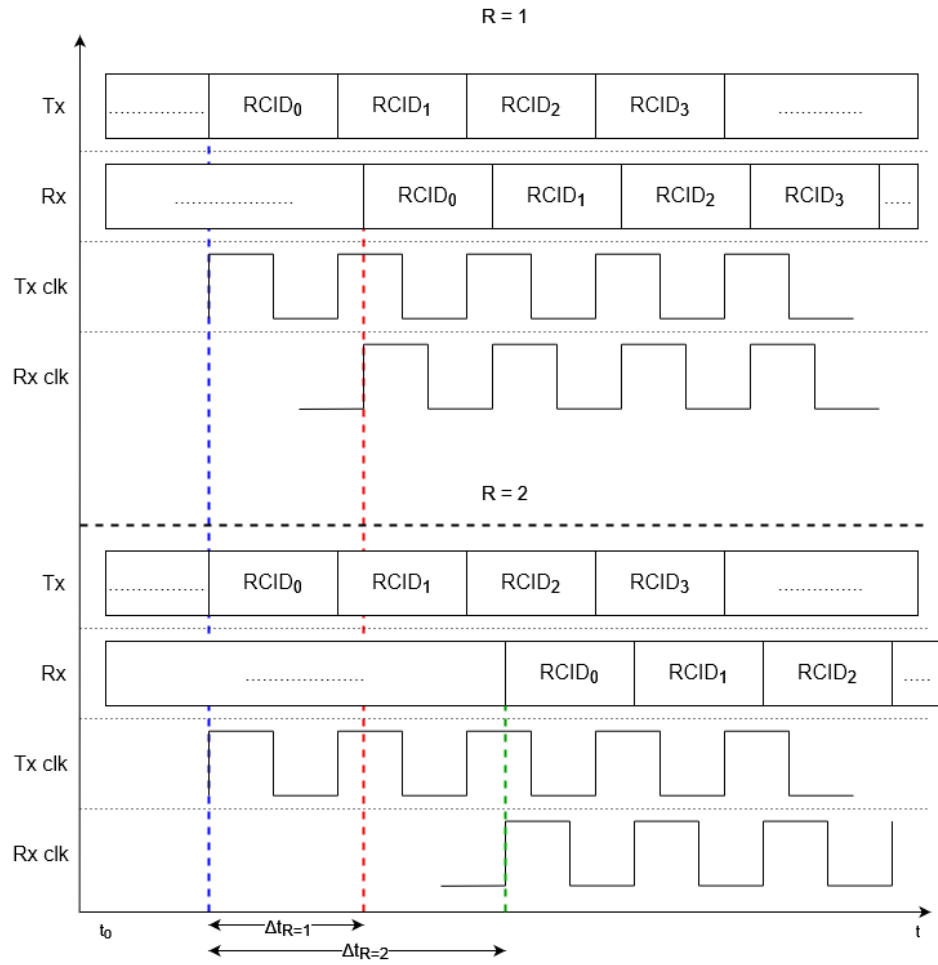 R = 1
Tx
.................... RCID0 RCID1 RCID2 RCID3 ................
Rx
........................ RCID0 RCID1 RCID2 RCID3 ......
Tx clk
Rx clk
R = 2
Tx
.................... RCID0 RCID1 RCID2 RCID3 ................
Rx
........................ RCID0 RCID1 RCID2 ......
Tx clk
Rx clk
t0 ΔtR=1 t
ΔtR=2